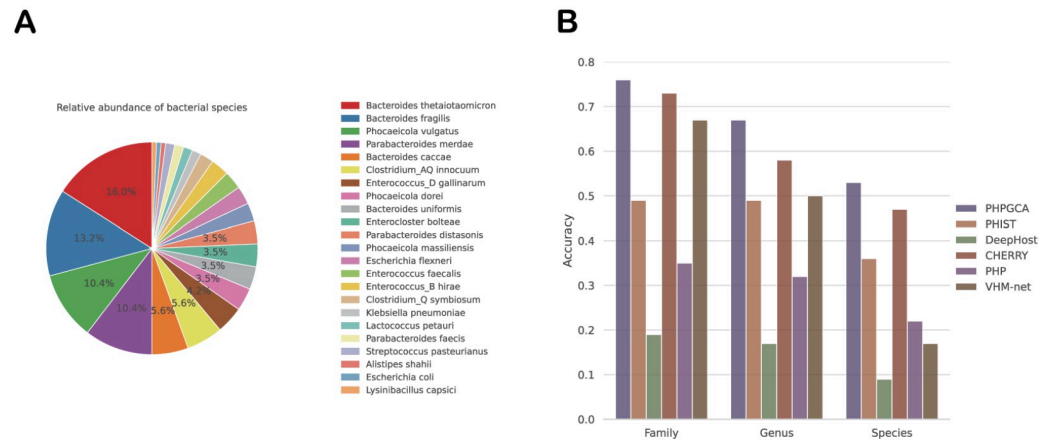 A
B
Relative abundance of bacterial species
16.0%
13.2%
10.4%
10.4%
5.6%
5.6%
4.2%
3.5%
3.5%
3.5%
3.5%
Bacteroides thetaiotaomicron
Bacteroides fragilis
Phocaeicola vulgatus
Parabacteroides merdae
Bacteroides caccae
Clostridium_AQ innocuum
Enterococcus_D gallinarum
Phocaeicola dorei
Bacteroides uniformis
Enterocloster bolteae
Parabacteroides distasonis
Phocaeicola massiliensis
Escherichia flexneri
Enterococcus faecalis
Enterococcus_B hirae
Clostridium_Q symbiosum
Klebsiella pneumoniae
Lactococcus petauri
Parabacteroides faecis
Streptococcus pasteurianus
Alistipes shahii
Escherichia coli
Lysinibacillus capsici
Accuracy
0.8
0.7
0.6
0.5
0.4
0.3
0.2
0.1
0.0
Family
Genus
Species
PHPGCA
PHIST
DeepHost
CHERRY
PHP
VHM-net